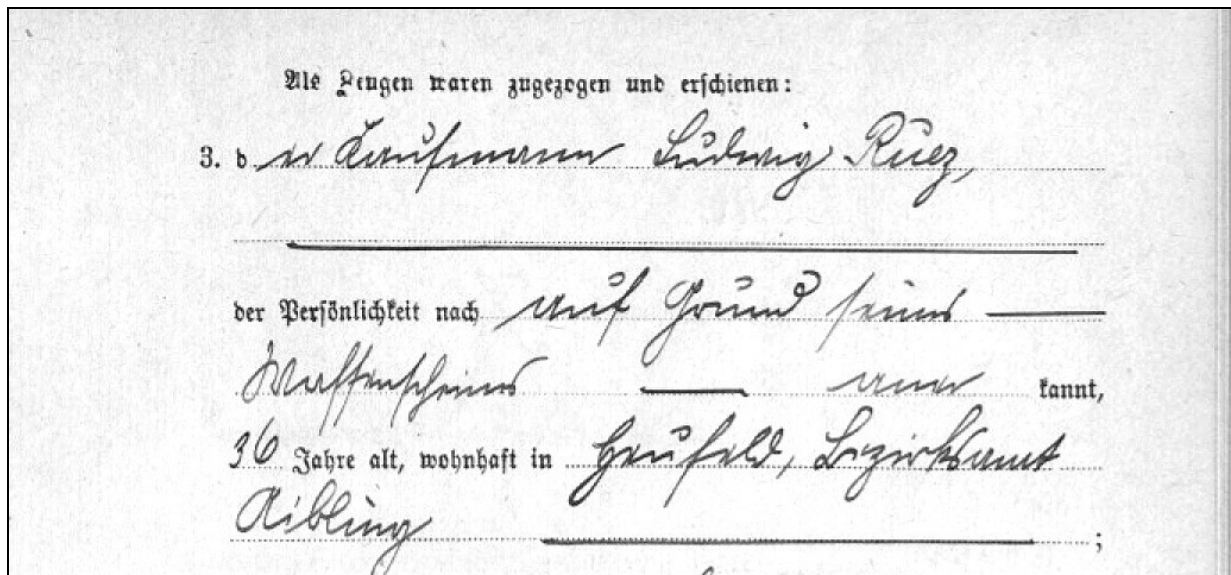 Als Zeugen waren zugezogen und erschienen:
3. der Kaufmann Ludwig Ruez,
der Persönlichkeit nach auf Grund seines
Waffenscheins aner kannt,
36 Jahre alt, wohnhaft in Heufeld, Bezirksamt
Aibling ;